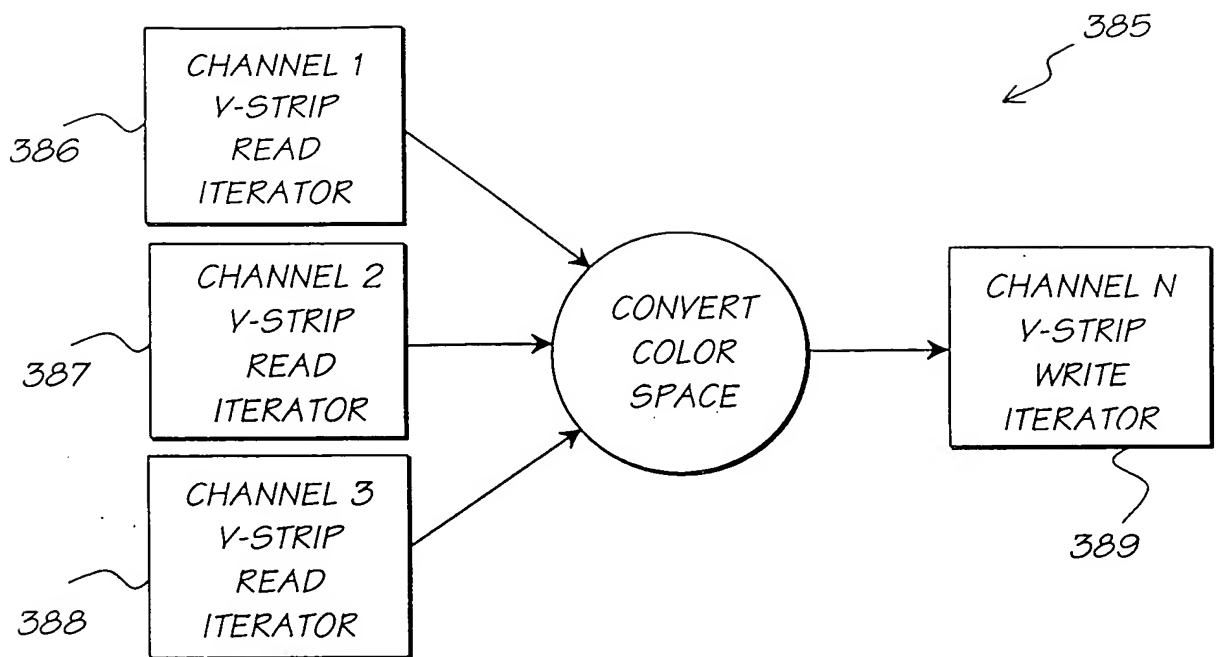 385
CHANNEL 1
V-STRIP
READ
ITERATOR
386
CHANNEL 2
V-STRIP
READ
ITERATOR
387
CHANNEL 3
V-STRIP
READ
ITERATOR
388
CONVERT
COLOR
SPACE
CHANNEL N
V-STRIP
WRITE
ITERATOR
389